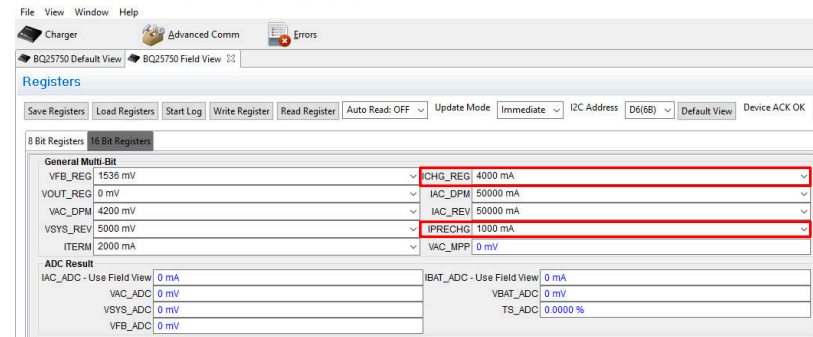 File View Window Help
Charger Advanced Comm Errors
BQ25750 Default View BQ25750 Field View
Registers
Save Registers Load Registers Start Log Write Register Read Register Auto Read: OFF Update Mode Immediate I2C Address D6(6B) Default View Device ACK OK
8 Bit Registers 16 Bit Registers
General Multi-Bit
VFB_REG 1536 mV ICHG_REG 4000 mA
VOUT_REG 0 mV IAC_DPM 50000 mA
VAC_DPM 4200 mV IAC_REV 50000 mA
VSYS_REV 5000 mV IPRECHG 1000 mA
ITERM 2000 mA VAC_MPP 0 mV
ADC Result
IAC_ADC - Use Field View 0 mA IBAT_ADC - Use Field View 0 mA
VAC_ADC 0 mV VBAT_ADC 0 mV
VSYS_ADC 0 mV TS_ADC 0.0000 %
VFB_ADC 0 mV